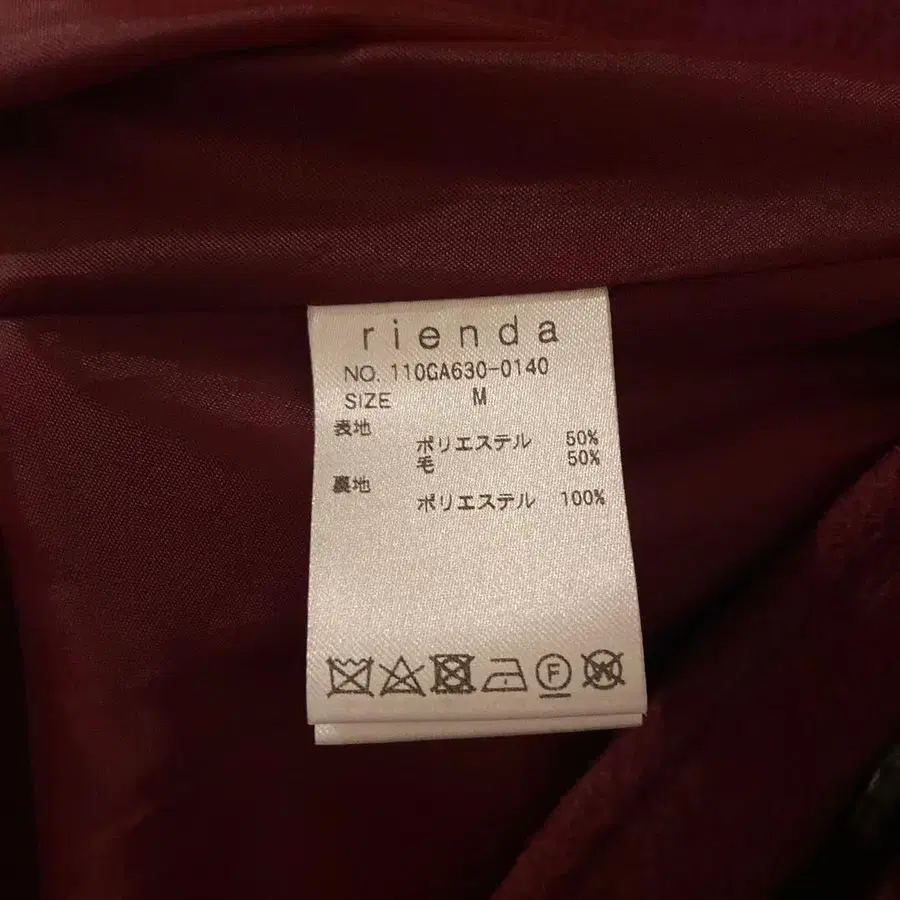 rienda
NO. 110GA630-0140
SIZE M
表地
ポリエステル 50%
毛 50%
裏地
ポリエステル 100%
F
W